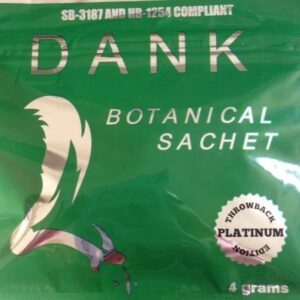 SB-3187 AND HB-1254 COMPLIANT
DANK
BOTANICAL
SACHET
THROWBACK
PLATINUM
EDITION
4 grams